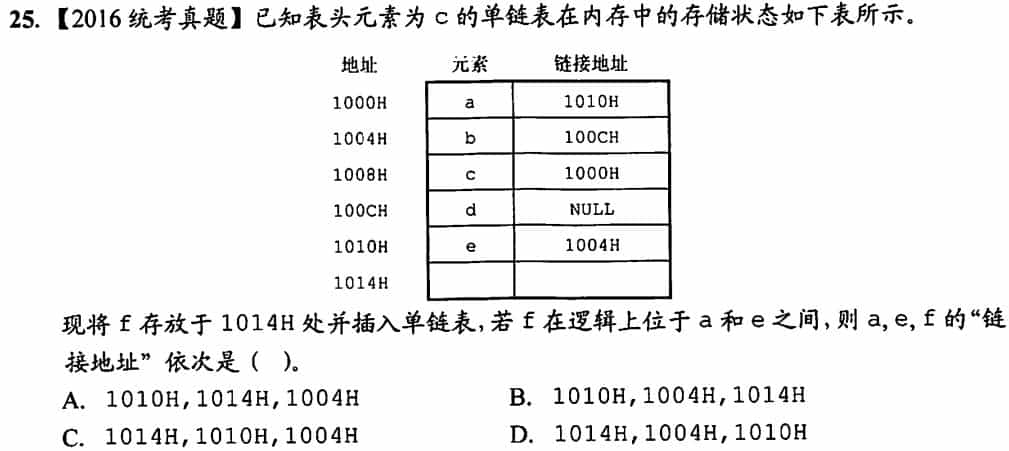 25.【2016 统考真题】已知表头元素为 c 的单链表在内存中的存储状态如下表所示。
地址 元素 链接地址
1000H a 1010H
1004H b 100CH
1008H c 1000H
100CH d NULL
1010H e 1004H
1014H
现将 f 存放于 1014H 处并插入单链表,若 f 在逻辑上位于 a 和 e 之间,则 a, e, f 的“链
接地址”依次是 ( )。
A. 1010H, 1014H, 1004H B. 1010H, 1004H, 1014H
C. 1014H, 1010H, 1004H D. 1014H, 1004H, 1010H